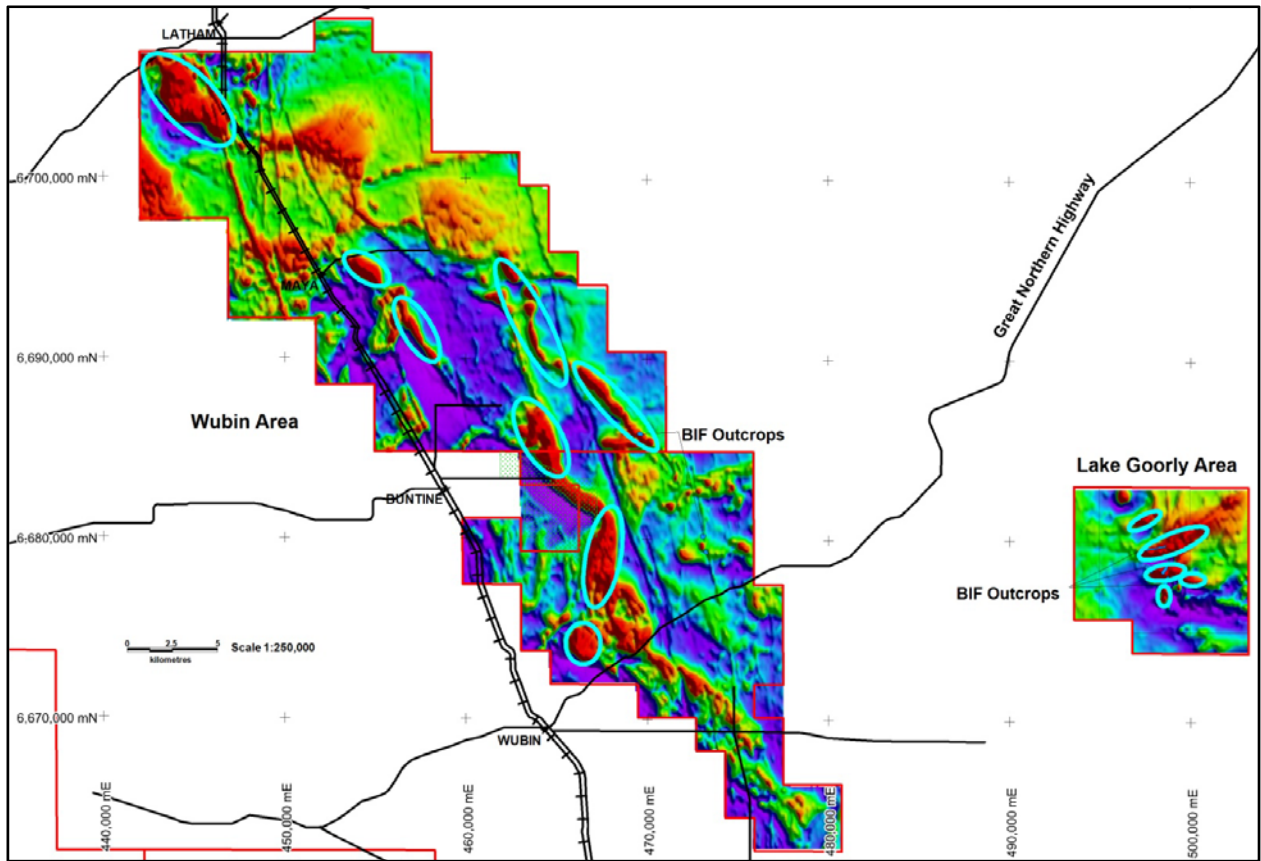 LATHAM
6,700,000 mN
Great Northern Highway
MAYA
6,690,000 mN
Wubin Area
BIF Outcrops
Lake Goorly Area
BUNTINE
6,680,000 mN
BIF Outcrops
0 2.5 5
kilometres
Scale 1:250,000
6,670,000 mN
WUBIN
440,000 mE
450,000 mE
460,000 mE
470,000 mE
480,000 mE
490,000 mE
500,000 mE